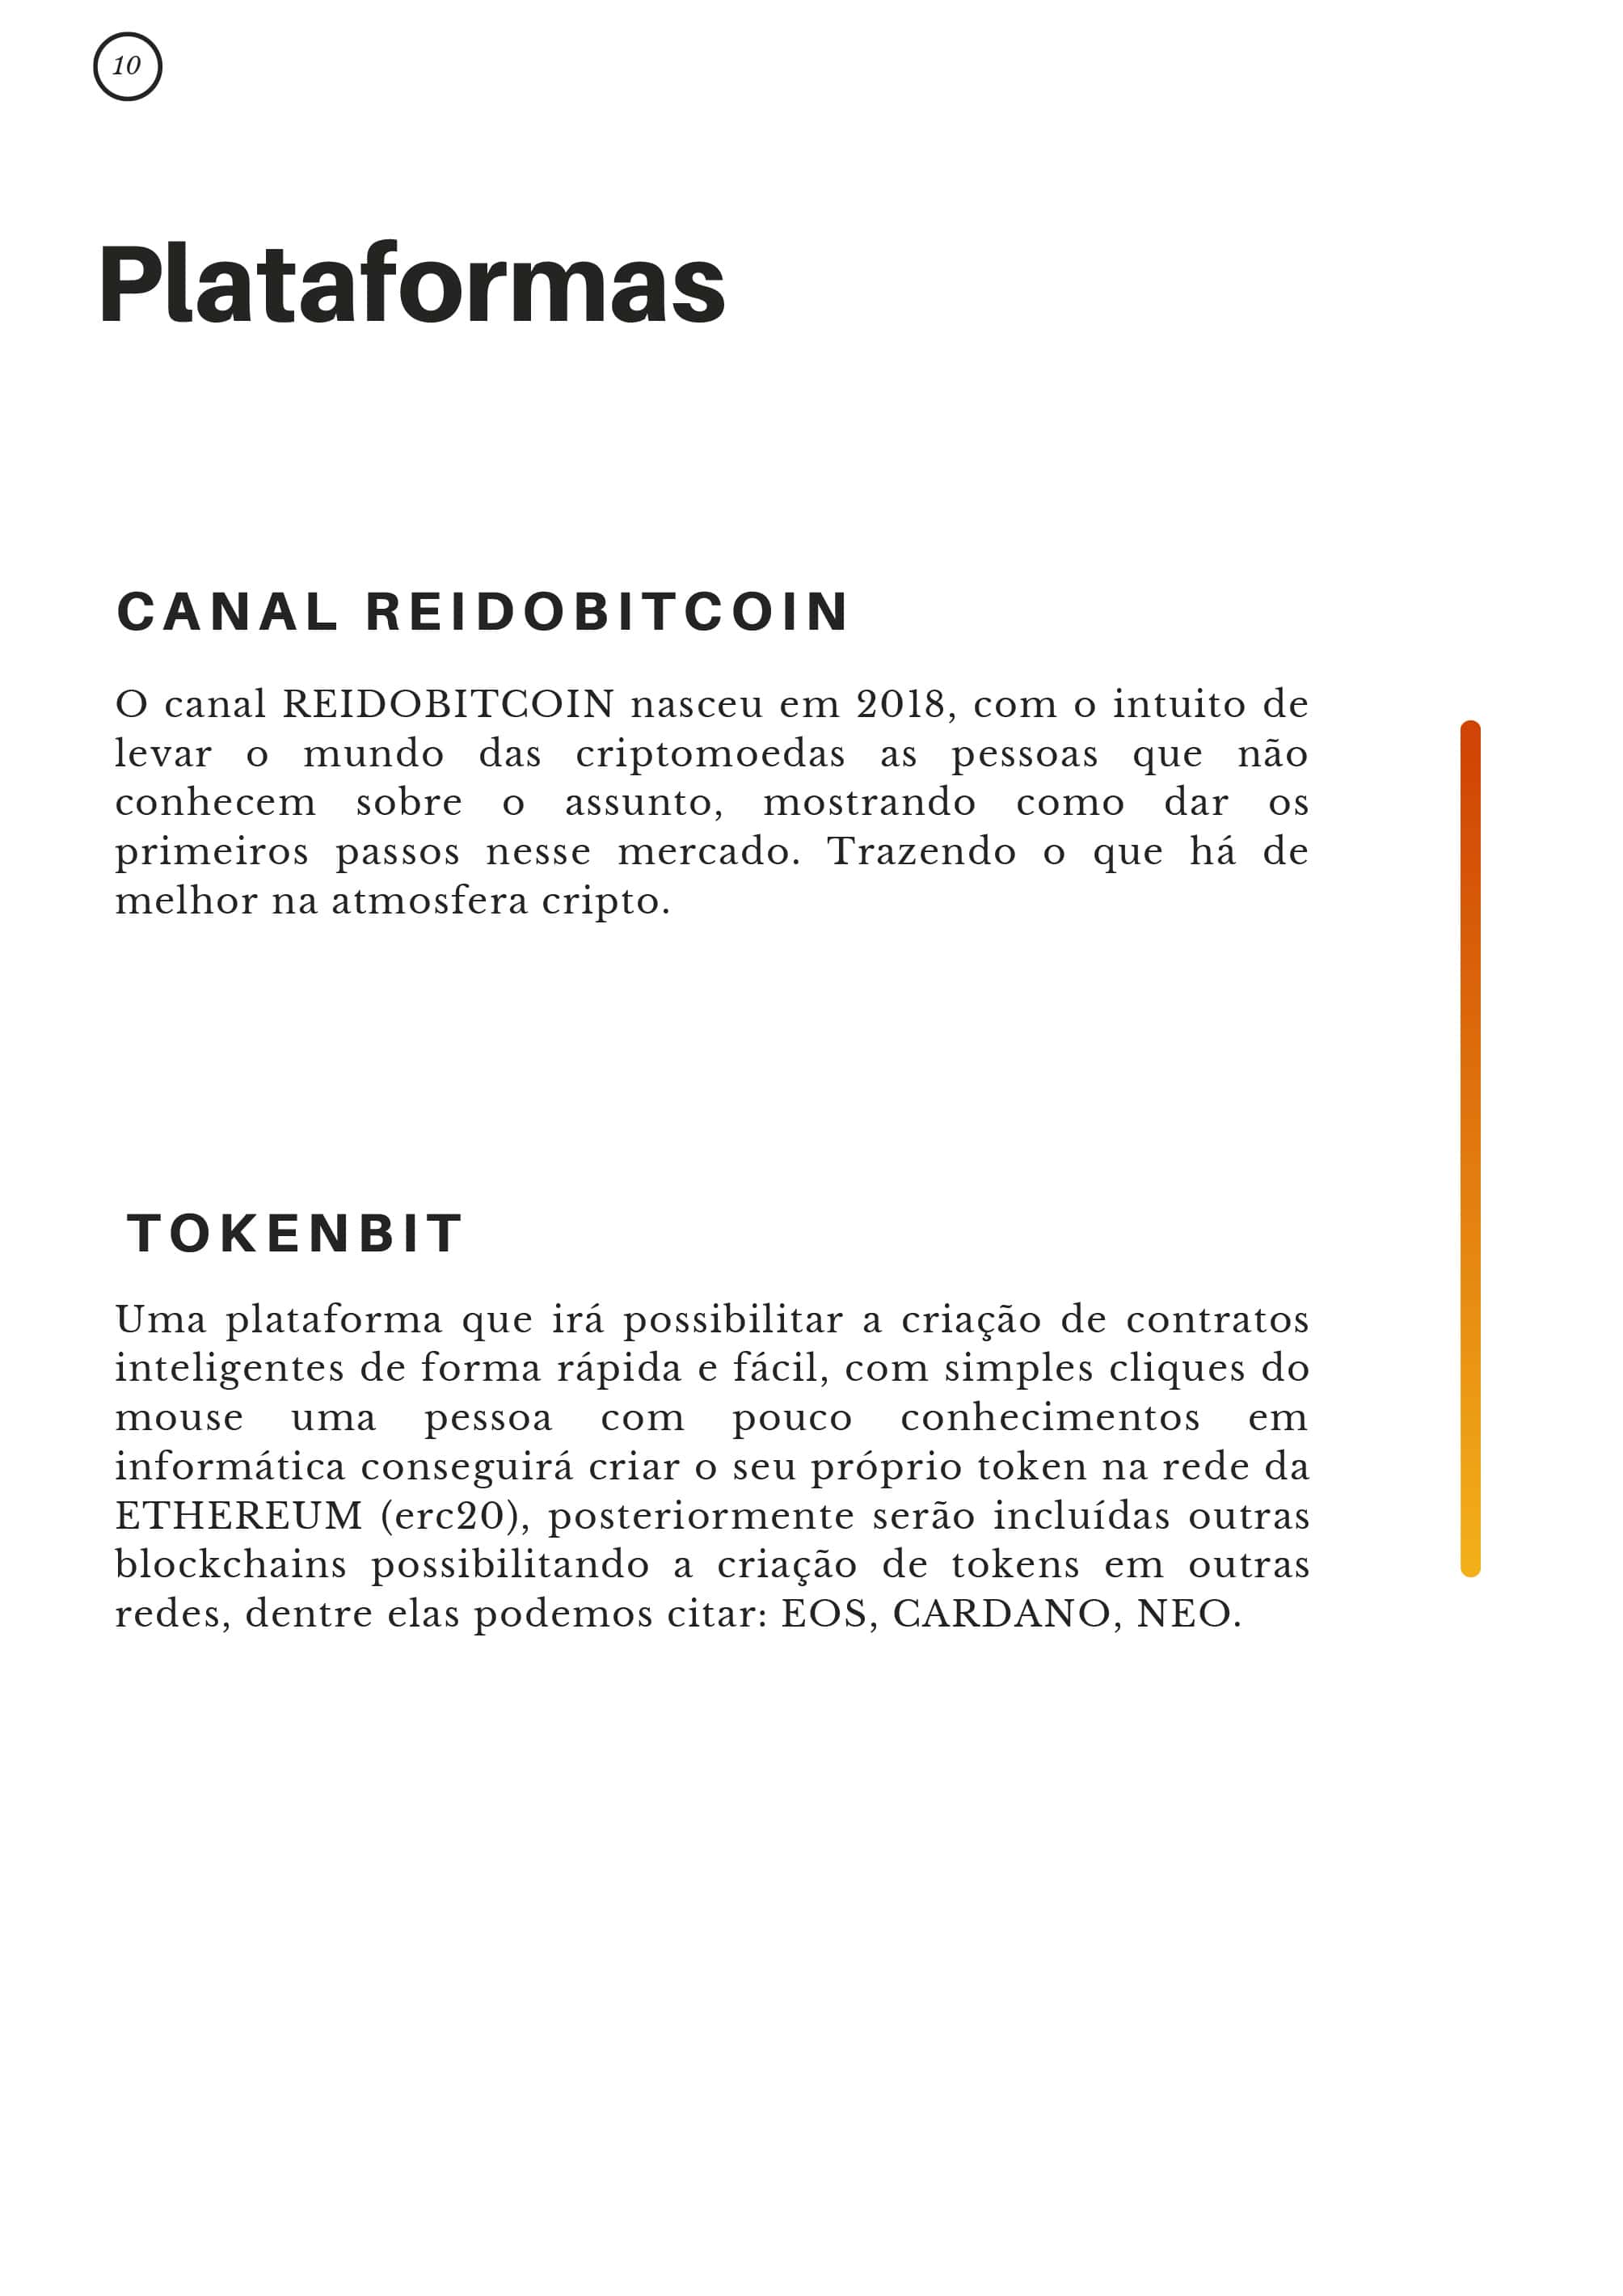 10
Plataformas
CANAL REIDOBITCOIN
O canal REIDOBITCOIN nasceu em 2018, com o intuito de
levar o mundo das criptomoedas as pessoas que não
conhecem sobre o assunto, mostrando como dar os
primeiros passos nesse mercado. Trazendo o que há de
melhor na atmosfera cripto.
TOKENBIT
Uma plataforma que irá possibilitar a criação de contratos
inteligentes de forma rápida e fácil, com simples cliques do
mouse uma pessoa com pouco conhecimentos em
informática conseguirá criar o seu próprio token na rede da
ETHEREUM (erc20), posteriormente serão incluídas outras
blockchains possibilitando a criação de tokens em outras
redes, dentre elas podemos citar: EOS, CARDANO, NEO.